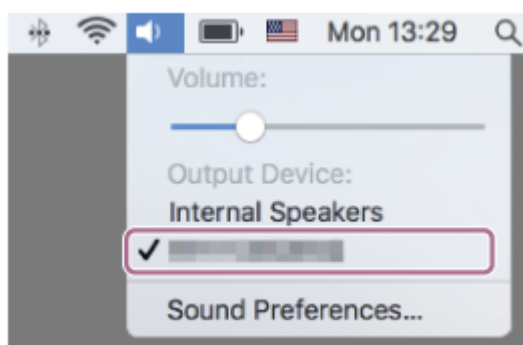 Mon 13:29
Volume:
Output Device:
Internal Speakers
Sound Preferences...